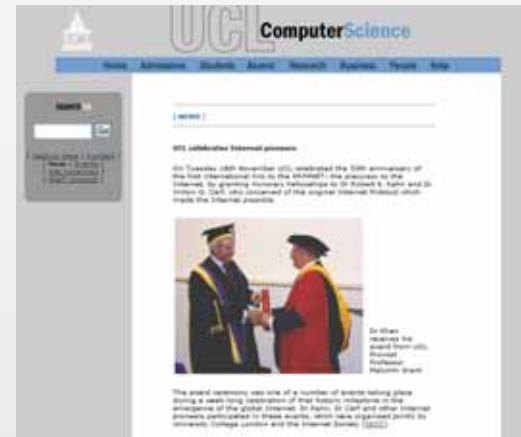 UCL ComputerScience
Home Admissions Students Alumni Research Business People Help
Search
Go
[ NEWS ]
UCL celebrates Internet pioneers
On Tuesday 18th November UCL celebrated the 30th anniversary of
the first international link to the ARPANET, the precursor to the
Internet, by granting Honorary Fellowships to Dr Robert E. Kahn and Dr
Vinton G. Cerf, who conceived of the original Internet Protocol which
made the Internet possible.
Dr Khan
receives his
award from UCL
Provost
Professor
Malcolm Grant
The award ceremony was one of a number of events taking place
during a week-long celebration of that historic milestone in the
emergence of the global Internet. Dr Kahn, Dr Cerf and other Internet
pioneers participated in these events, which were organised jointly by
University College London and the Internet Society